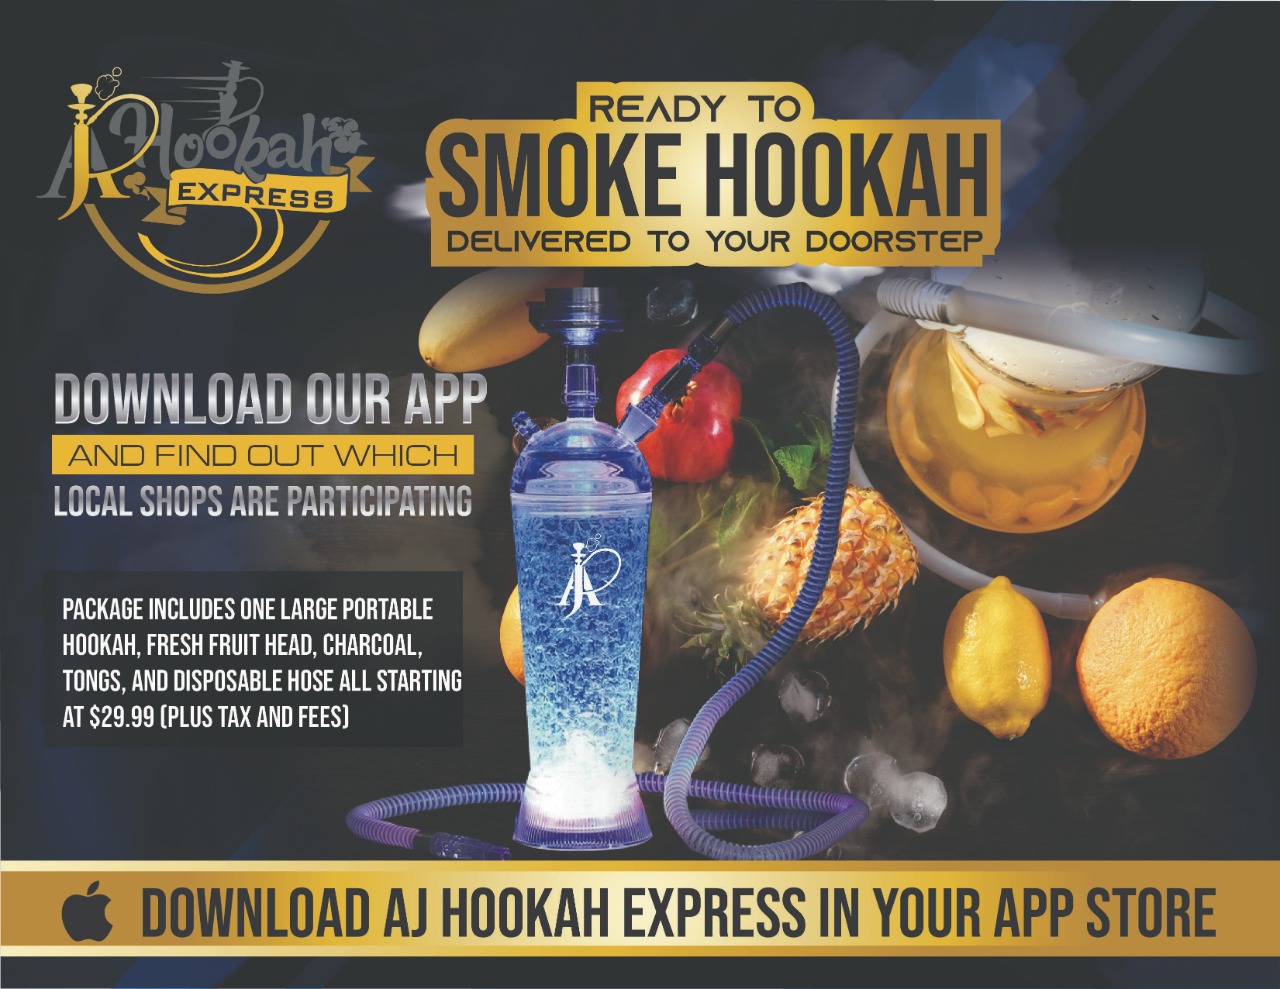 AJ Hookah
EXPRESS
READY TO
SMOKE HOOKAH
DELIVERED TO YOUR DOORSTEP
DOWNLOAD OUR APP
AND FIND OUT WHICH
LOCAL SHOPS ARE PARTICIPATING
AJ
PACKAGE INCLUDES ONE LARGE PORTABLE
HOOKAH, FRESH FRUIT HEAD, CHARCOAL,
TONGS, AND DISPOSABLE HOSE ALL STARTING
AT $29.99 (PLUS TAX AND FEES)
DOWNLOAD AJ HOOKAH EXPRESS IN YOUR APP STORE